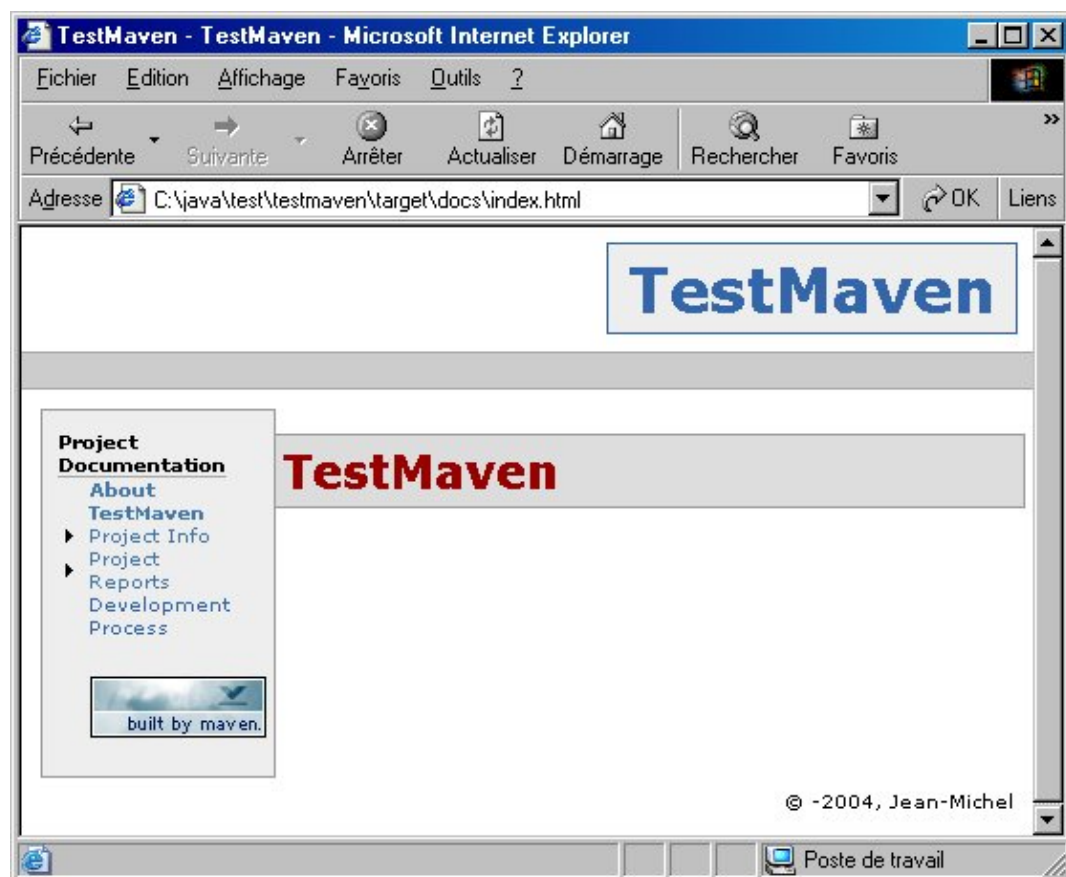 TestMaven - TestMaven - Microsoft Internet Explorer
Fichier Edition Affichage Favoris Outils ?
Précédente Suivante Arrêter Actualiser Démarrage Rechercher Favoris »
Adresse C:\java\test\testmaven\target\docs\index.html OK Liens
TestMaven
Project
Documentation
About
TestMaven
Project Info
Project
Reports
Development
Process
built by maven.
TestMaven
© -2004, Jean-Michel
Poste de travail